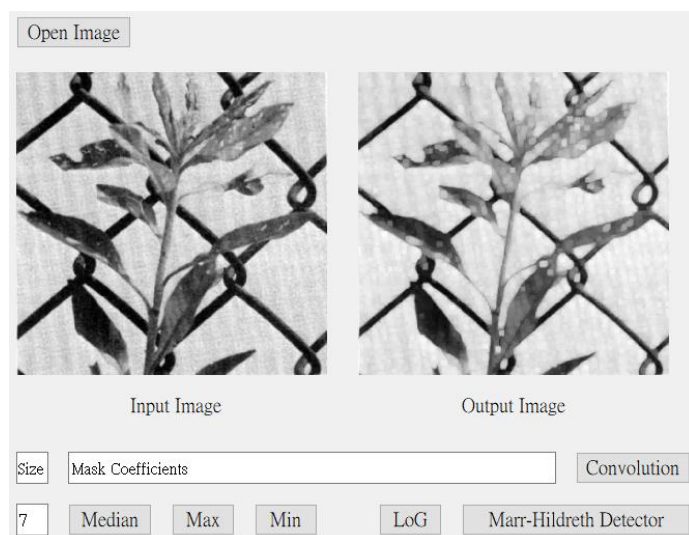 Open Image
Input Image Output Image
Size Mask Coefficients Convolution
7 Median Max Min LoG Marr-Hildreth Detector